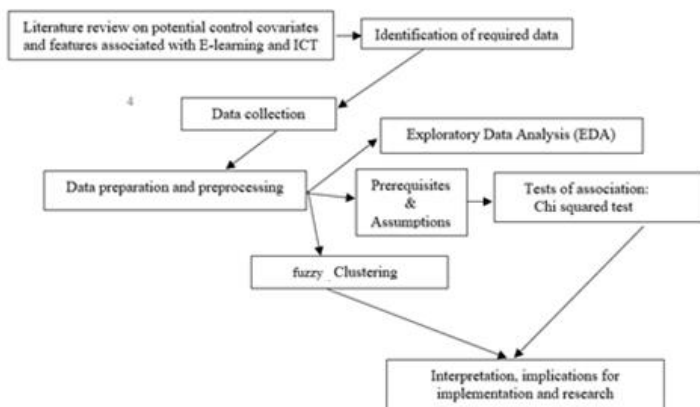 Literature review on potential control covariates
and features associated with E-learning and ICT
Identification of required data
4
Data collection
Exploratory Data Analysis (EDA)
Data preparation and preprocessing
Prerequisites
&
Assumptions
Tests of association:
Chi squared test
fuzzy Clustering
Interpretation, implications for
implementation and research